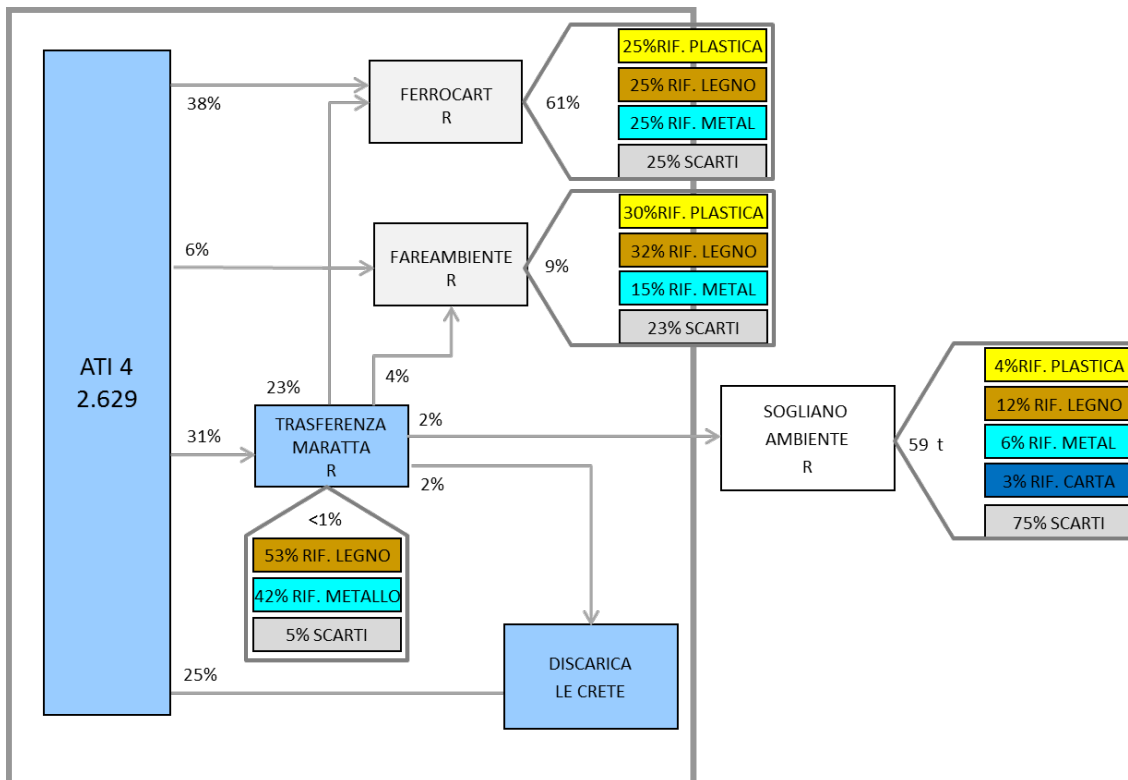 ATI 4
2.629
38%
6%
31%
25%
FERROCART
R
61%
25%RIF. PLASTICA
25% RIF. LEGNO
25% RIF. METAL
25% SCARTI
FAREAMBIENTE
R
9%
30%RIF. PLASTICA
32% RIF. LEGNO
15% RIF. METAL
23% SCARTI
23%
4%
TRASFERENZA
MARATTA
R
2%
2%
<1%
53% RIF. LEGNO
42% RIF. METALLO
5% SCARTI
SOGLIANO
AMBIENTE
R
59 t
4%RIF. PLASTICA
12% RIF. LEGNO
6% RIF. METAL
3% RIF. CARTA
75% SCARTI
DISCARICA
LE CRETE